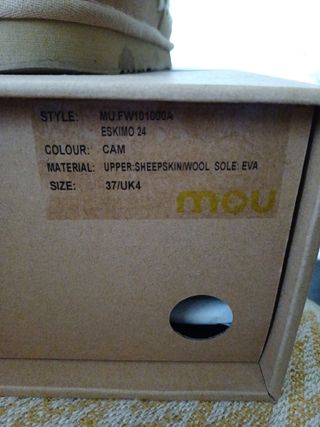 STYLE: MU.FW101000A
ESKIMO 24
COLOUR: CAM
MATERIAL: UPPER:SHEEPSKIN/WOOL SOLE: EVA
SIZE: 37/UK4
mou